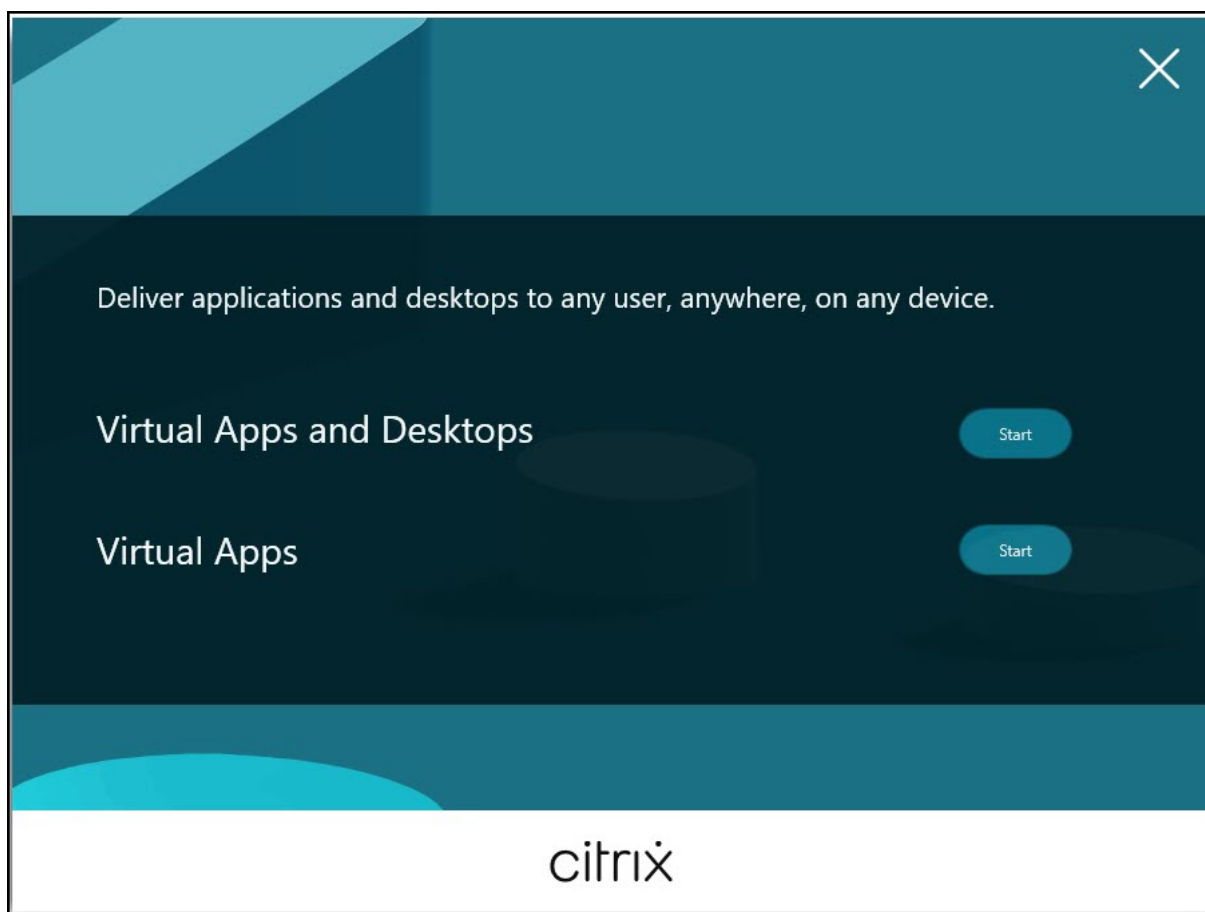 Deliver applications and desktops to any user, anywhere, on any device.
Virtual Apps and Desktops
Start
Virtual Apps
Start
citrix